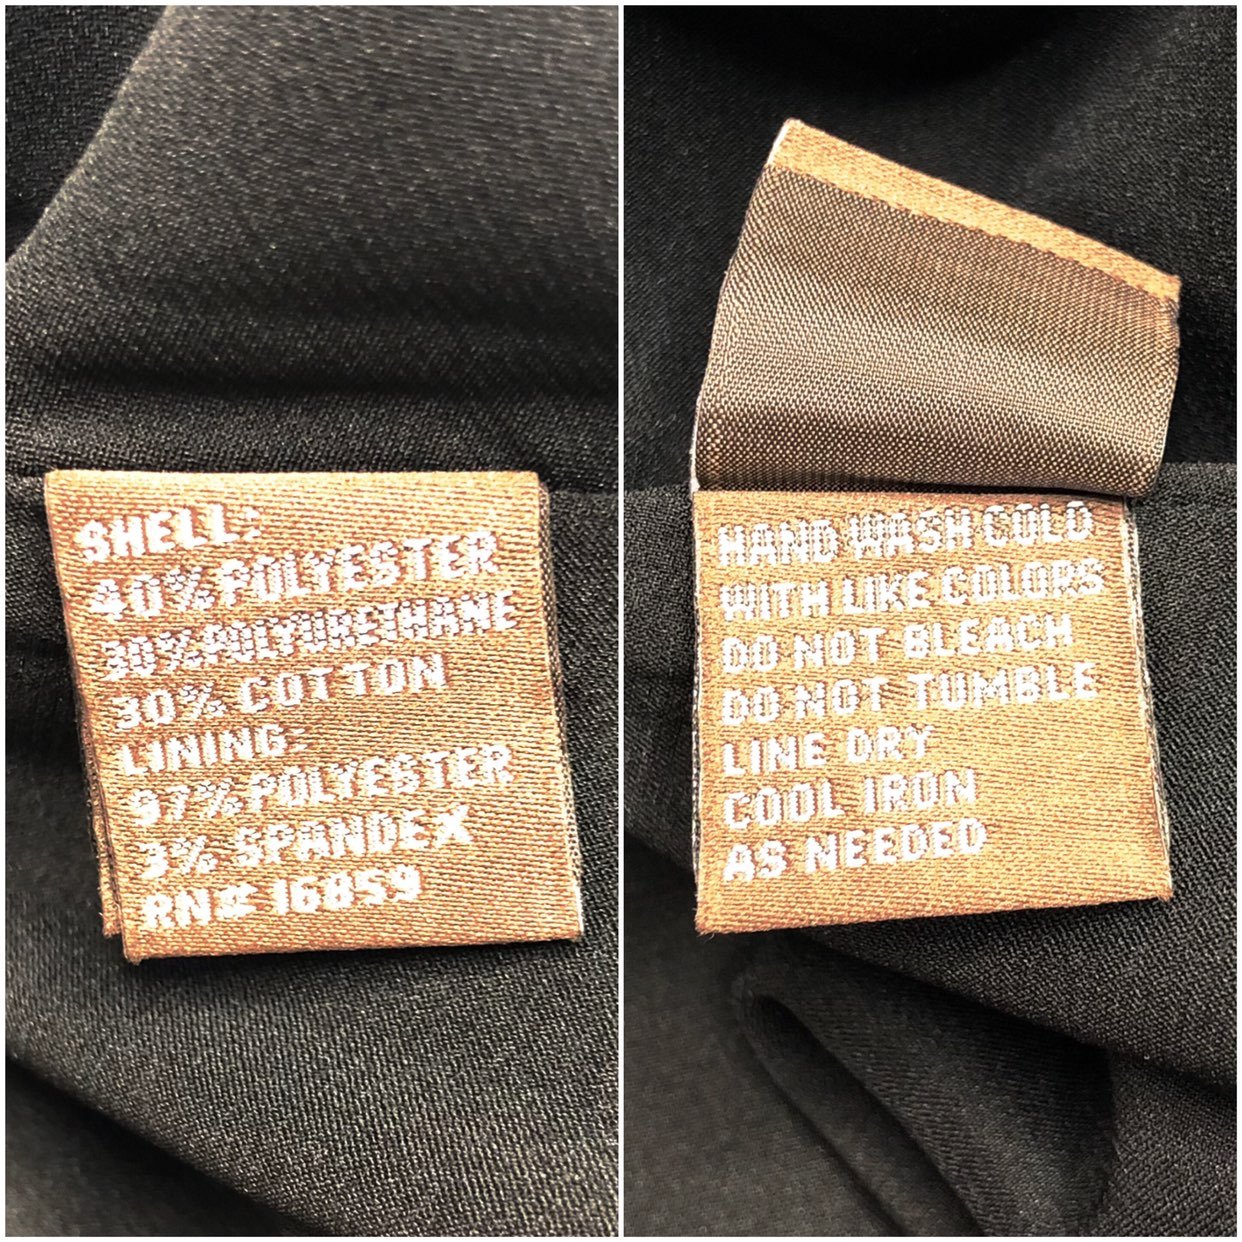 SHELL:
40% POLYESTER
30% POLYURETHANE
30% COTTON
LINING:
97% POLYESTER
3% SPANDEX
RN# 16859
HAND WASH COLD
WITH LIKE COLORS
DO NOT BLEACH
DO NOT TUMBLE
LINE DRY
COOL IRON
AS NEEDED